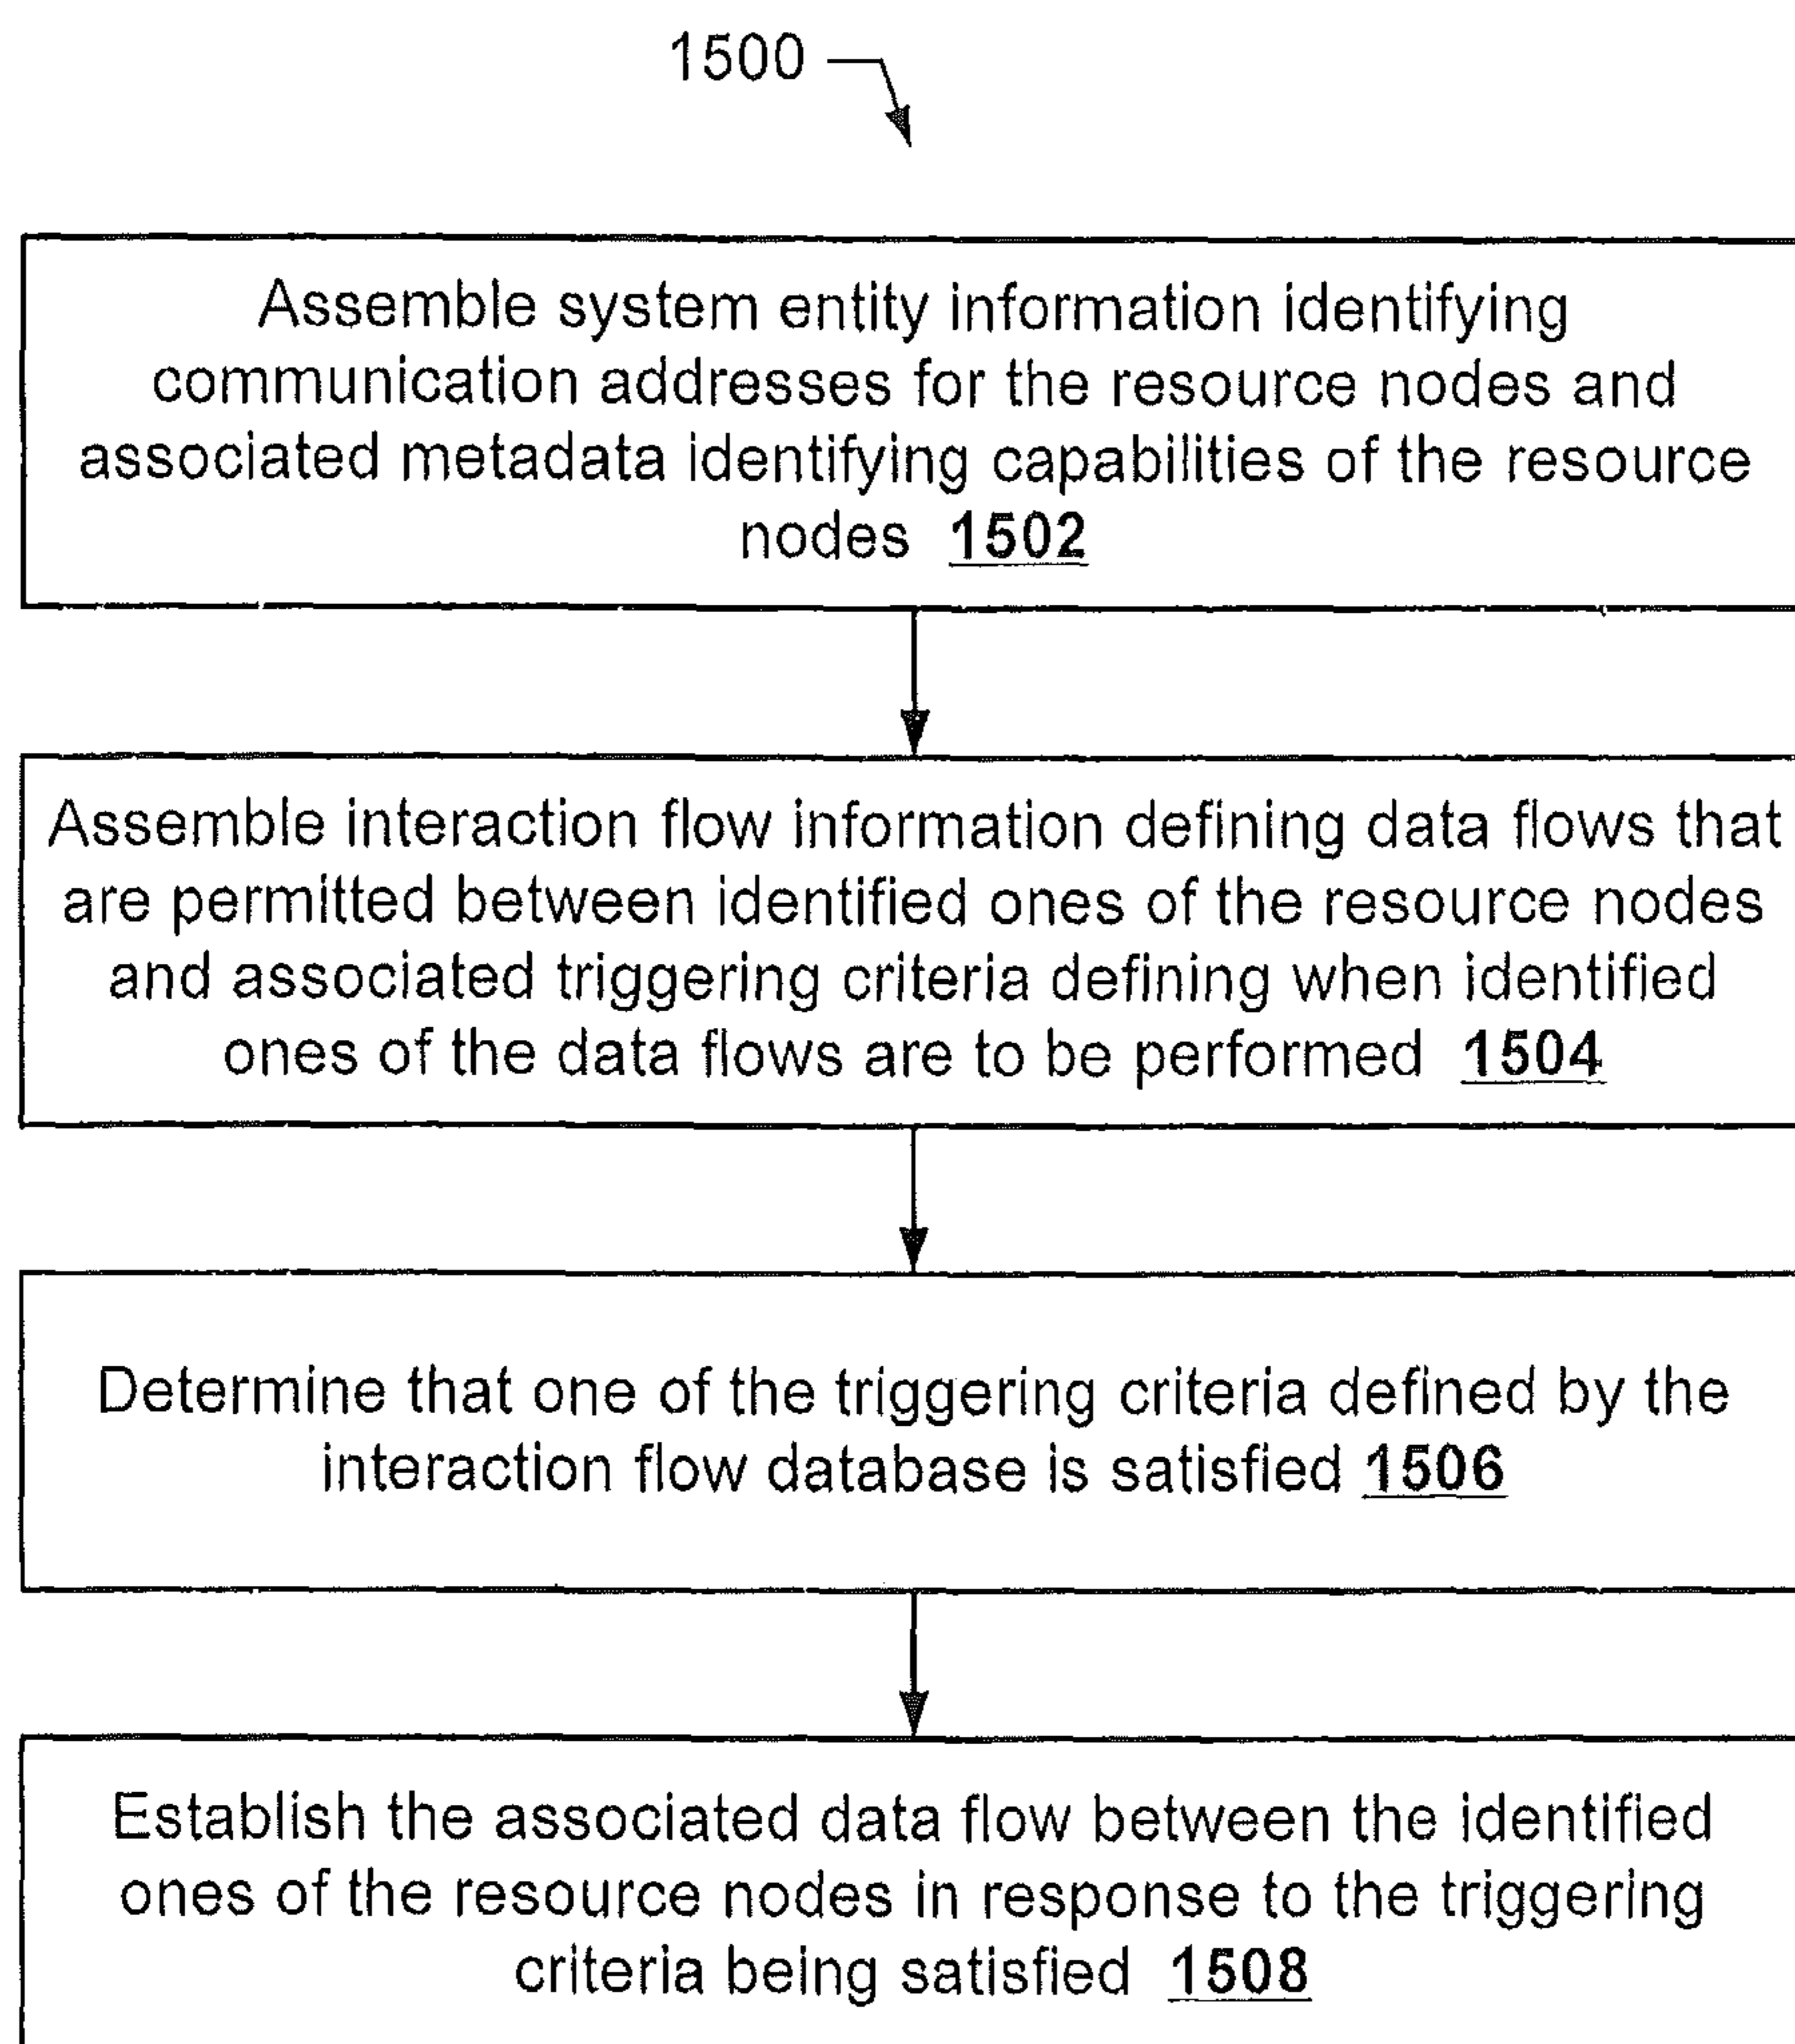 1500
Assemble system entity information identifying
communication addresses for the resource nodes and
associated metadata identifying capabilities of the resource
nodes 1502
Assemble interaction flow information defining data flows that
are permitted between identified ones of the resource nodes
and associated triggering criteria defining when identified
ones of the data flows are to be performed 1504
Determine that one of the triggering criteria defined by the
interaction flow database is satisfied 1506
Establish the associated data flow between the identified
ones of the resource nodes in response to the triggering
criteria being satisfied 1508